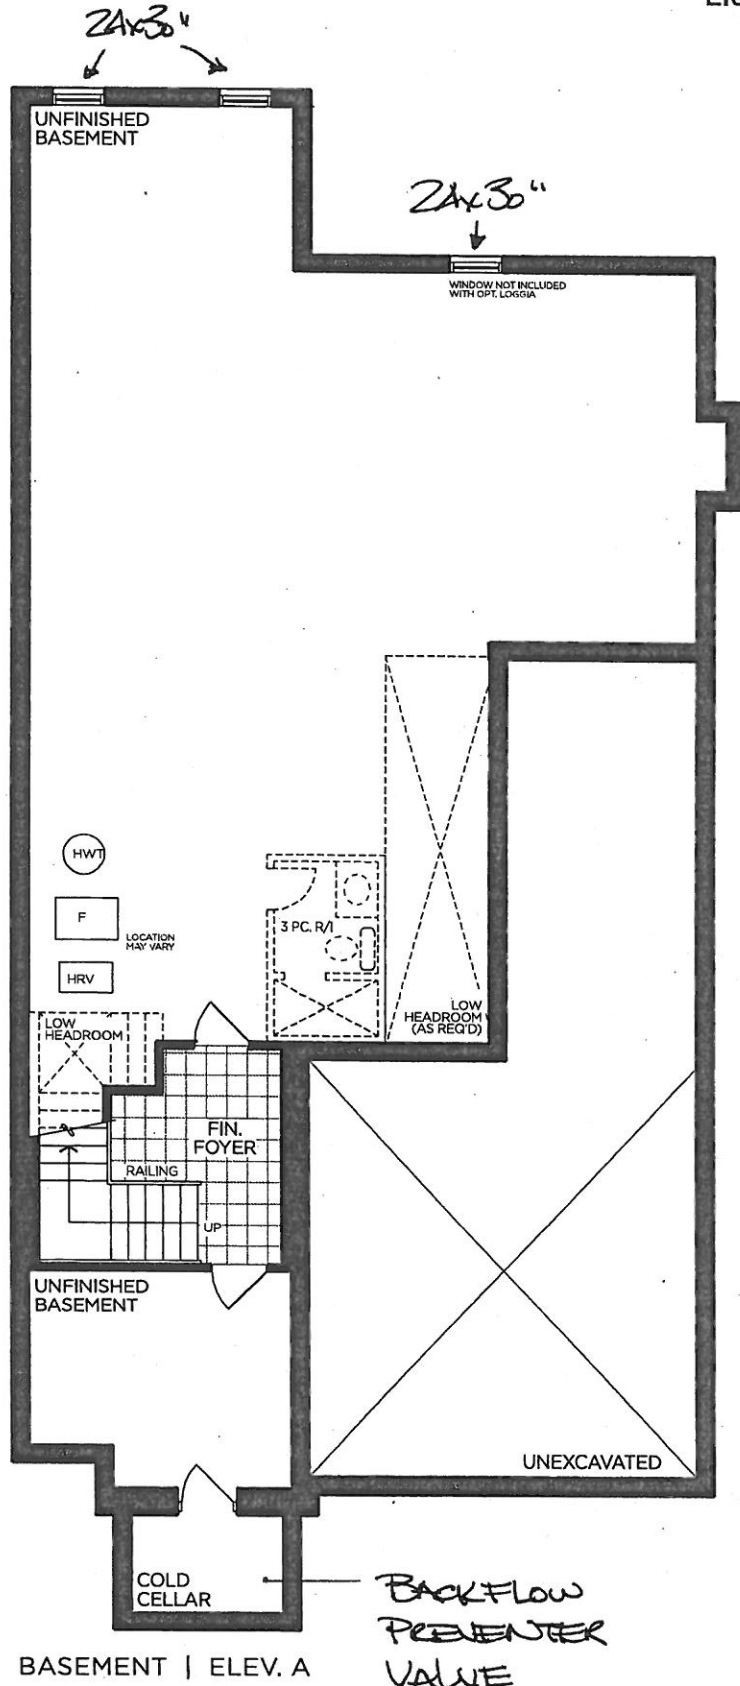 24x30"
UNFINISHED
BASEMENT
24x30"
WINDOW NOT INCLUDED
WITH OPT. LOGGIA
HWT
F
LOCATION
MAY VARY
HRV
3 PC. R/I
LOW
HEADROOM
(AS REQ'D)
LOW
HEADROOM
FIN.
FOYER
RAILING
UP
UNFINISHED
BASEMENT
UNEXCAVATED
COLD
CELLAR
BACKFLOW
PREVENTER
VALVE
BASEMENT | ELEV. A